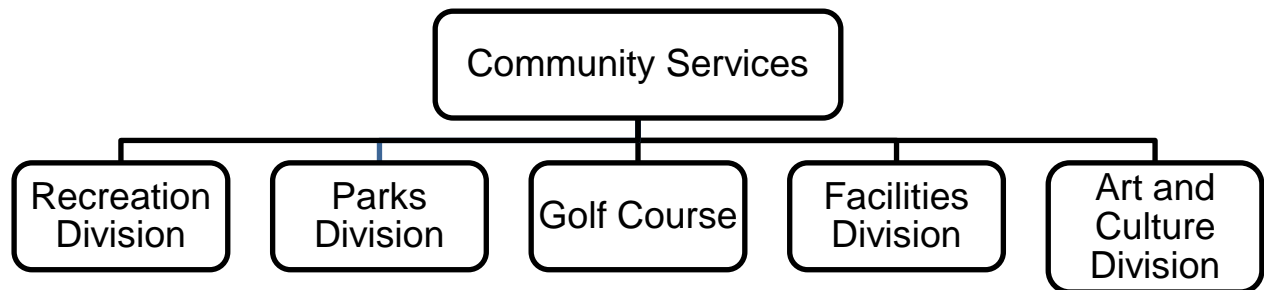 Community Services
Recreation
Division
Parks
Division
Golf Course
Facilities
Division
Art and
Culture
Division